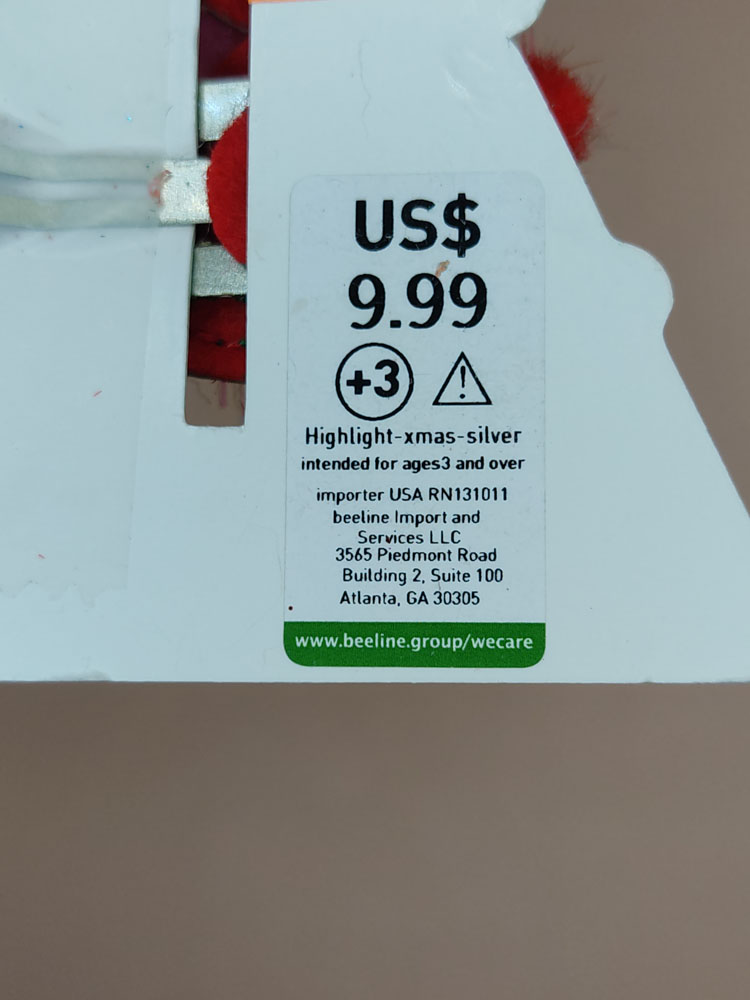 US$
9.99
+3
Highlight-xmas-silver
intended for ages3 and over
importer USA RN131011
beeline Import and
Services LLC
3565 Piedmont Road
Building 2, Suite 100
Atlanta, GA 30305
www.beeline.group/wecare